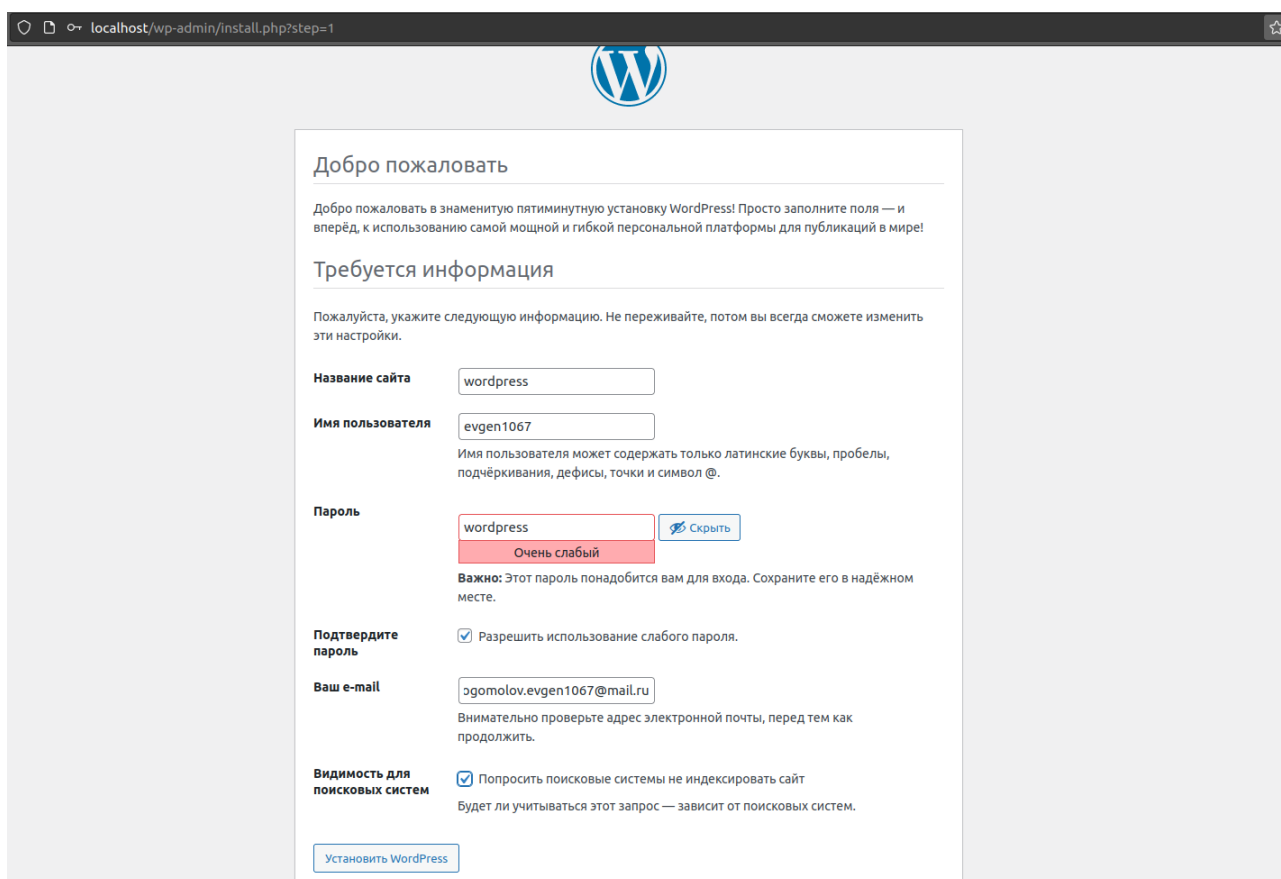 localhost/wp-admin/install.php?step=1
Добро пожаловать
Добро пожаловать в знаменитую пятиминутную установку WordPress! Просто заполните поля — и
вперёд, к использованию самой мощной и гибкой персональной платформы для публикаций в мире!
Требуется информация
Пожалуйста, укажите следующую информацию. Не переживайте, потом вы всегда сможете изменить
эти настройки.
Название сайта
wordpress
Имя пользователя
evgen1067
Имя пользователя может содержать только латинские буквы, пробелы,
подчёркивания, дефисы, точки и символ @.
Пароль
wordpress
Скрыть
Очень слабый
Важно: Этот пароль понадобится вам для входа. Сохраните его в надёжном
месте.
Подтвердите
пароль
Разрешить использование слабого пароля.
Ваш e-mail
ogomolov.evgen1067@mail.ru
Внимательно проверьте адрес электронной почты, перед тем как
продолжить.
Видимость для
поисковых систем
Попросить поисковые системы не индексировать сайт
Будет ли учитываться этот запрос — зависит от поисковых систем.
Установить WordPress